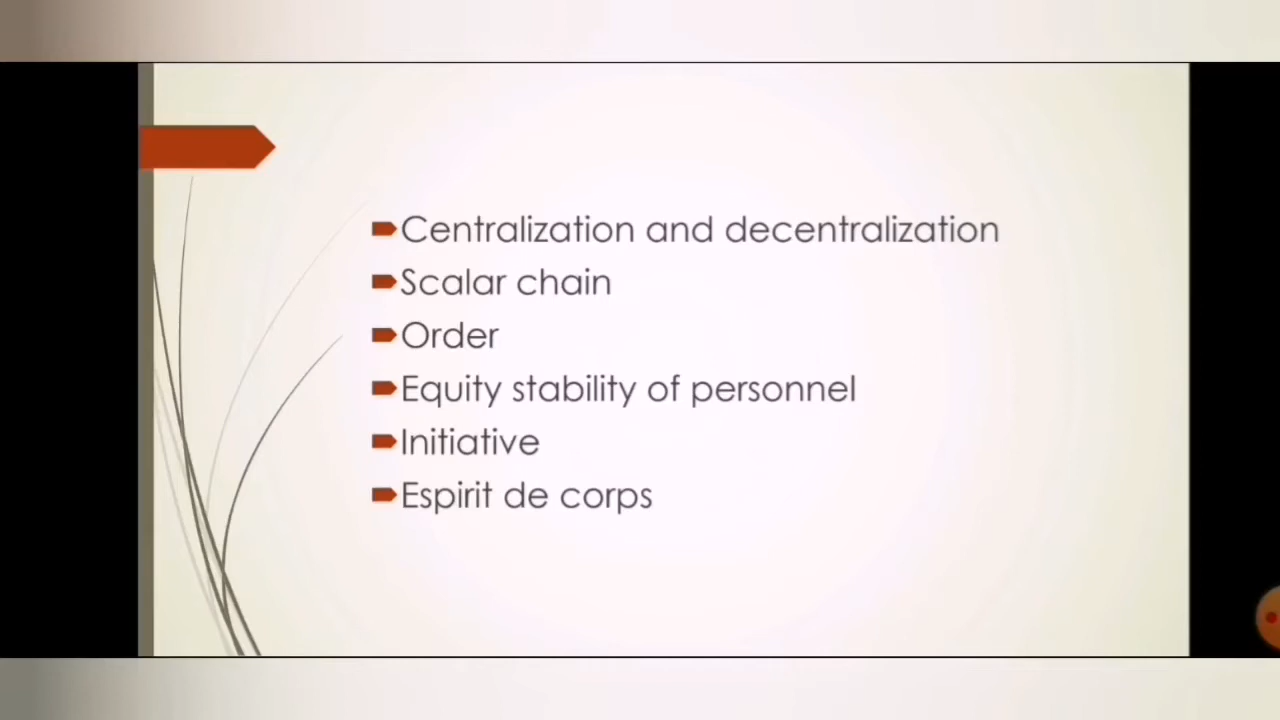 Centralization and decentralization
Scalar chain
Order
Equity stability of personnel
Initiative
Espirit de corps